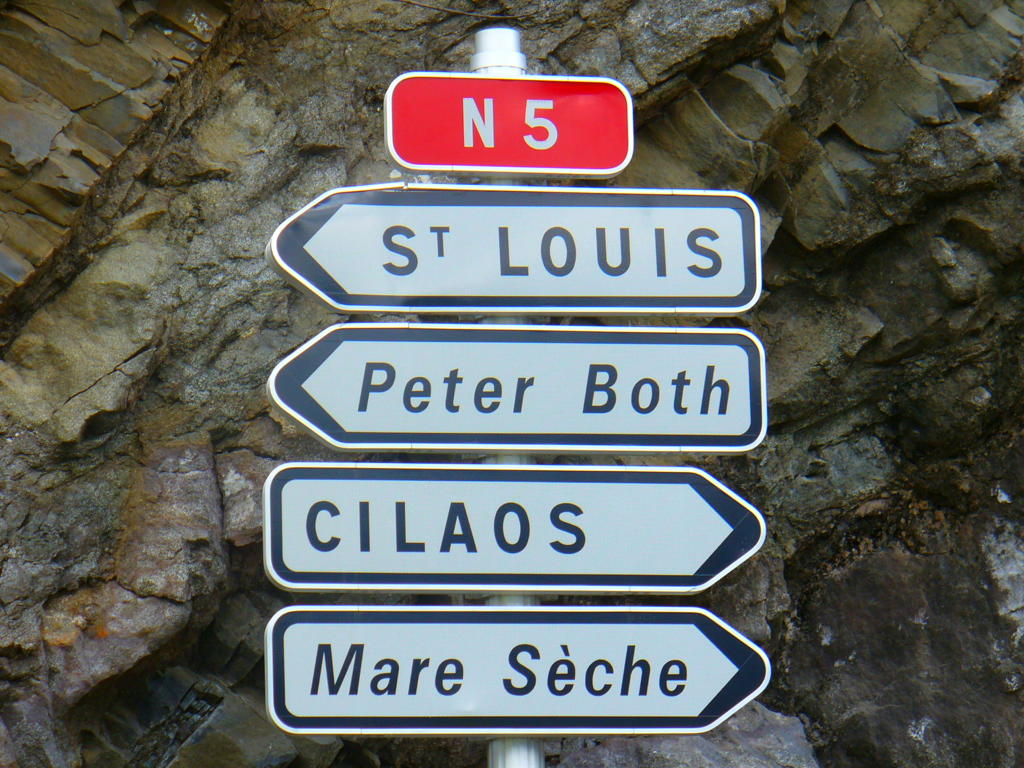 N 5
Sᵀ LOUIS
Peter Both
CILAOS
Mare Sèche